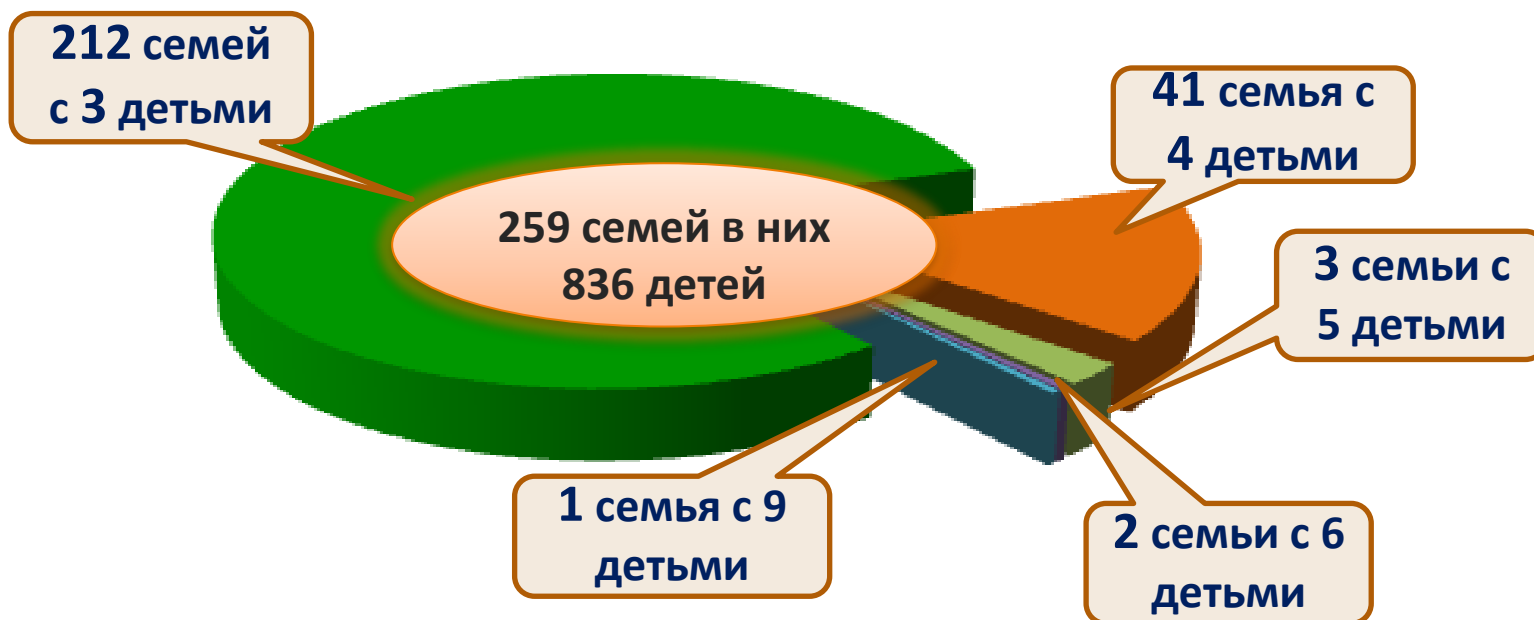 212 семей
с 3 детьми
41 семья с
4 детьми
259 семей в них
836 детей
3 семьи с
5 детьми
1 семья с 9
детьми
2 семьи с 6
детьми